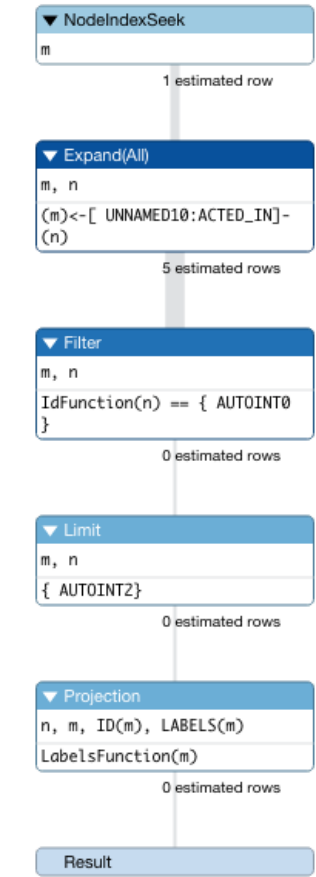 ▼ NodeIndexSeek
m
1 estimated row
▼ Expand(All)
m, n
(m)<-[ UNNAMED10:ACTED_IN]-
(n)
5 estimated rows
▼ Filter
m, n
IdFunction(n) == { AUTOINT0
}
0 estimated rows
▼ Limit
m, n
{ AUTOINT2}
0 estimated rows
▼ Projection
n, m, ID(m), LABELS(m)
LabelsFunction(m)
0 estimated rows
Result